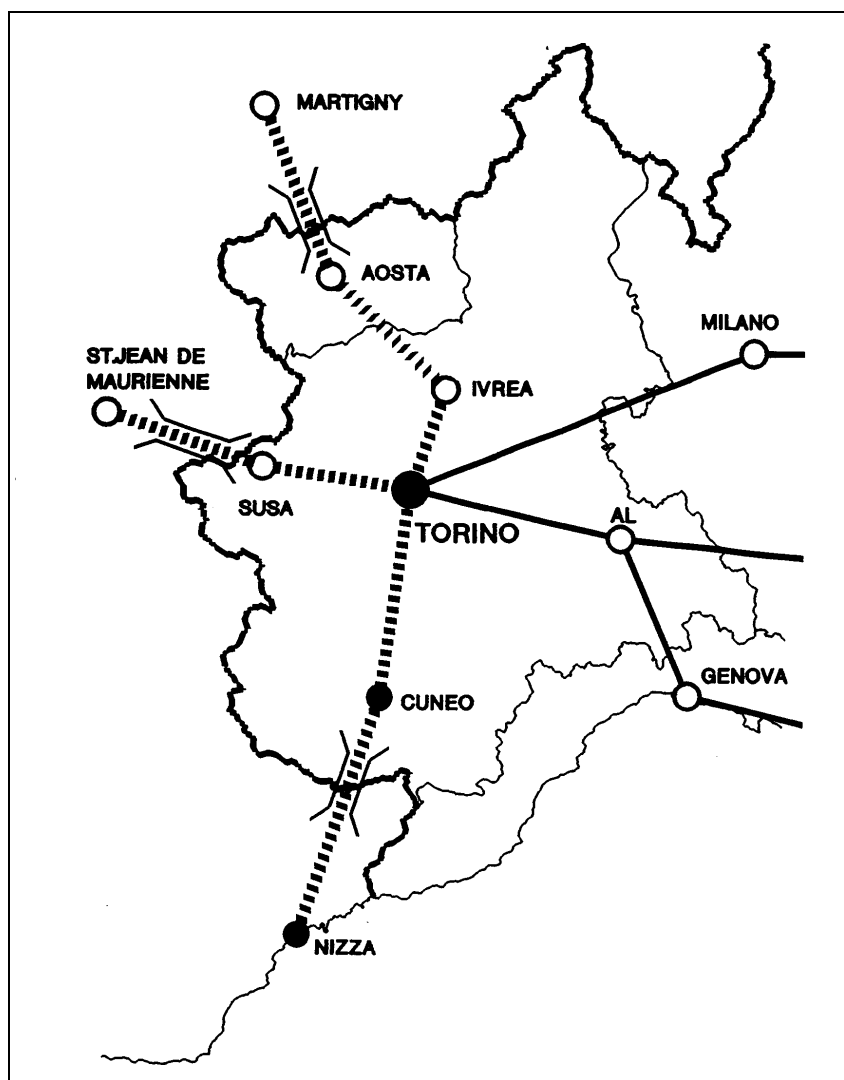 MARTIGNY
AOSTA
MILANO
ST.JEAN DE
MAURIENNE
IVREA
SUSA
AL
TORINO
GENOVA
CUNEO
NIZZA